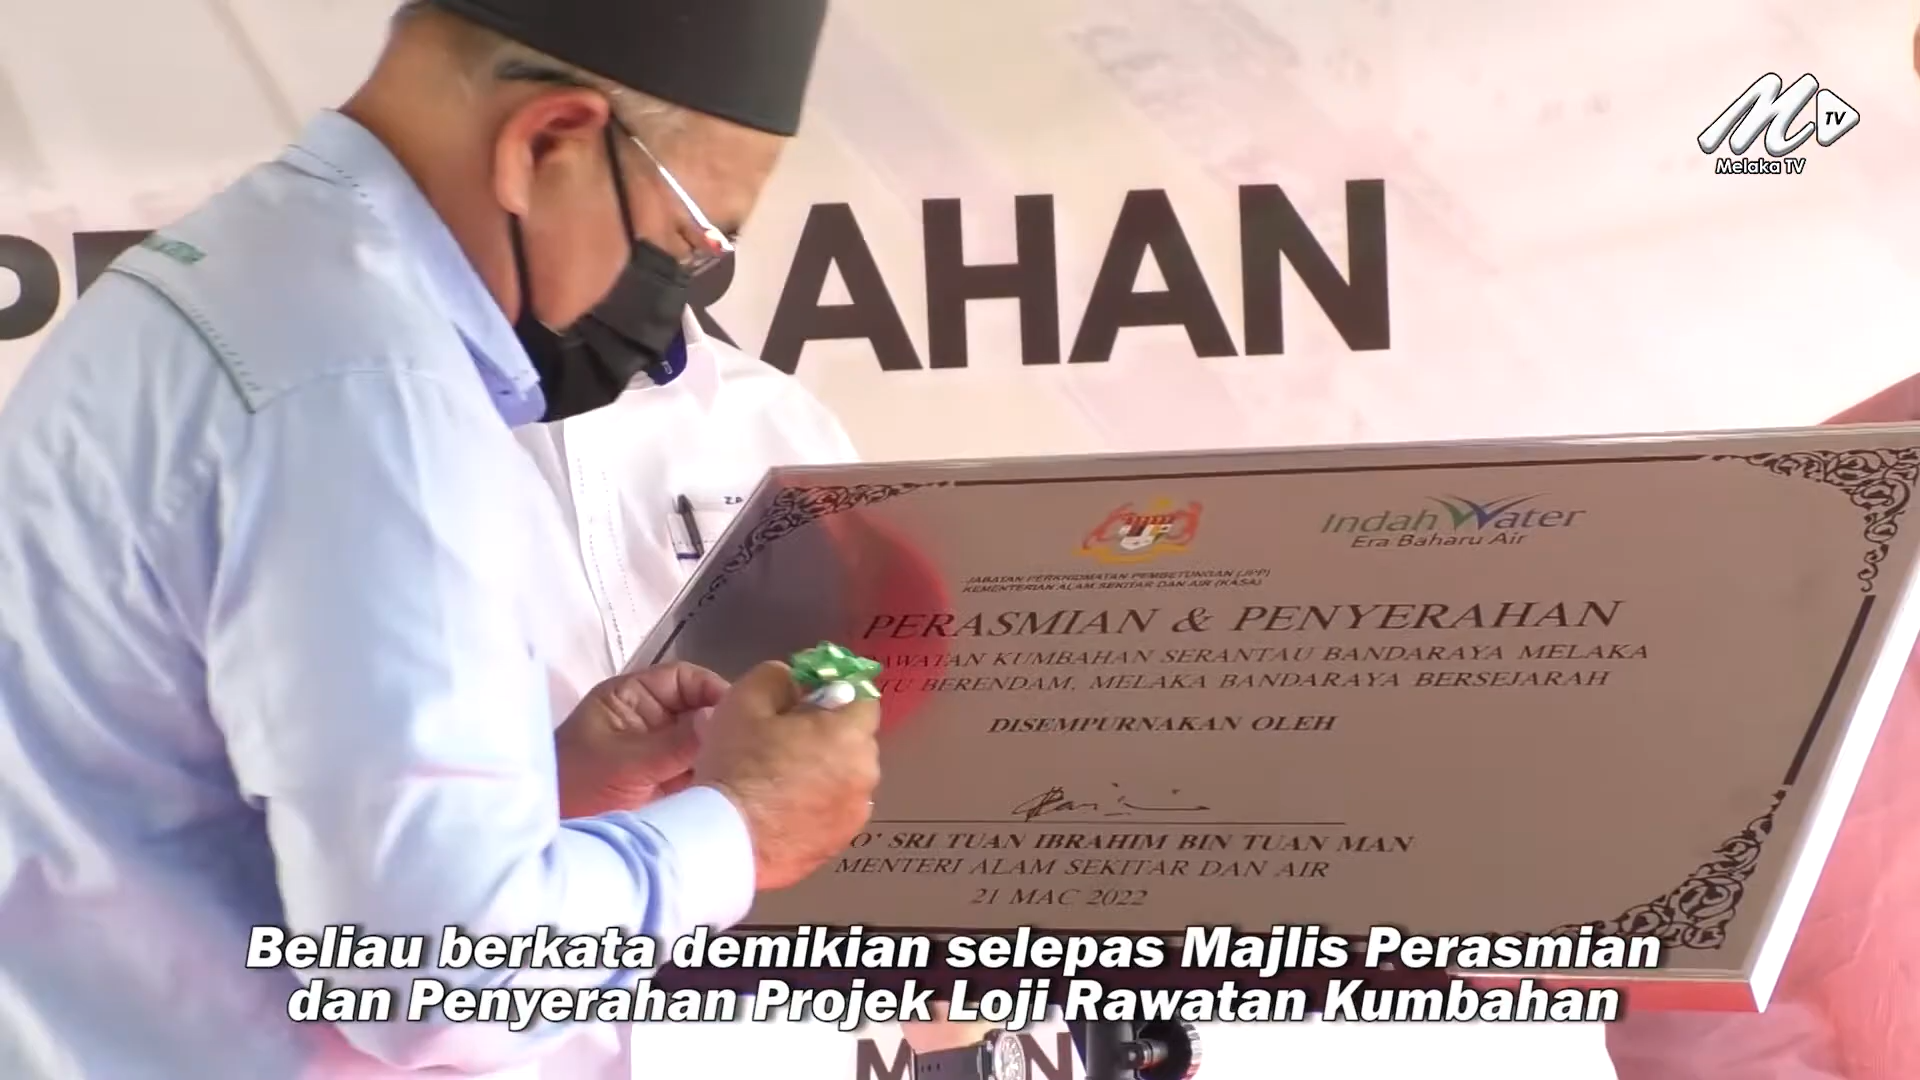 TV
Melaka TV
RAHAN
Indah Water
Era Baharu Air
JABATAN PERKHIDMATAN PEMBETUNGAN (JPP)
KEMENTERIAN ALAM SEKITAR DAN AIR (KASA)
PERASMIAN & PENYERAHAN
RAWATAN KUMBAHAN SERANTAU BANDARAYA MELAKA
BERENDAM, MELAKA BANDARAYA BERSEJARAH
DISEMPURNAKAN OLEH
O' SRI TUAN IBRAHIM BIN TUAN MAN
MENTERI ALAM SEKITAR DAN AIR
21 MAC 2022
Beliau berkata demikian selepas Majlis Perasmian
dan Penyerahan Projek Loji Rawatan Kumbahan